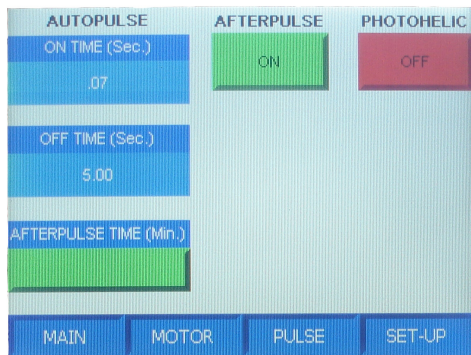 AUTOPULSE AFTERPULSE PHOTOHELIC
ON TIME (Sec.)
ON OFF
.07
OFF TIME (Sec.)
5.00
AFTERPULSE TIME (Min.)
MAIN MOTOR PULSE SET-UP